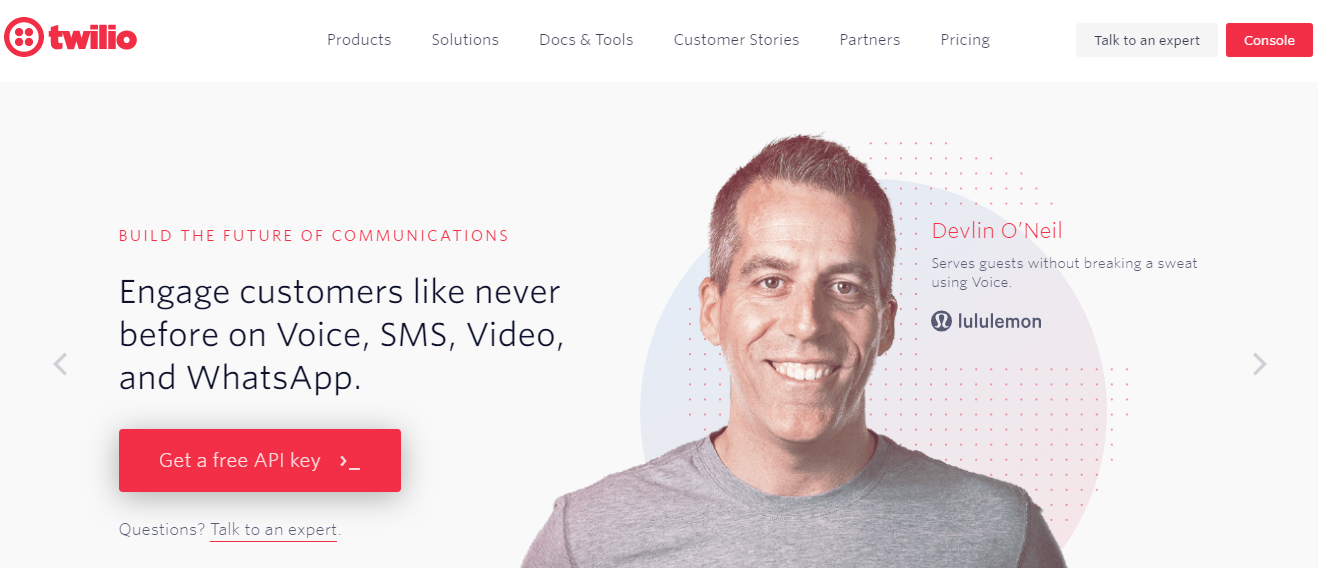 twilio
Products
Solutions
Docs & Tools
Customer Stories
Partners
Pricing
Talk to an expert
Console
BUILD THE FUTURE OF COMMUNICATIONS
Engage customers like never
before on Voice, SMS, Video,
and WhatsApp.
Get a free API key ›_
Questions? Talk to an expert.
Devlin O’Neil
Serves guests without breaking a sweat
using Voice.
lululemon